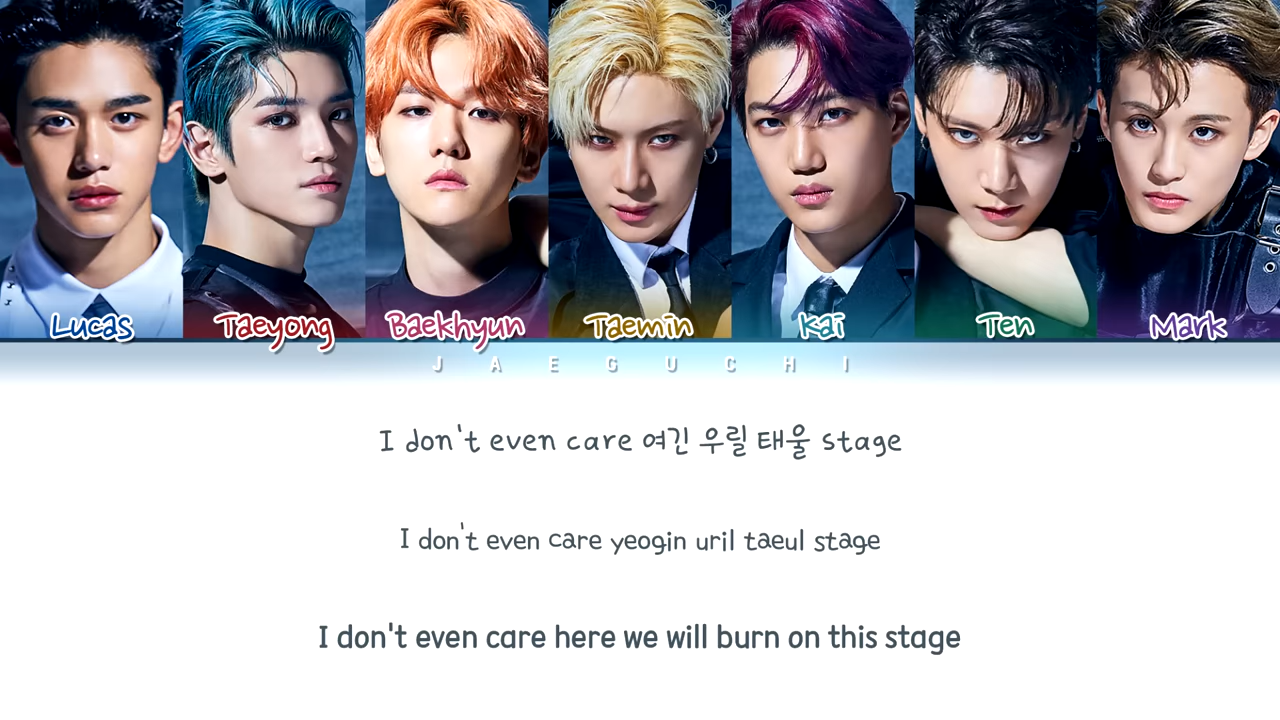 Lucas Taeyong Baekhyun Taemin Kai Ten Mark
J A E G U C H I
I don't even care 여긴 우릴 태울 stage
I don't even care yeogin uril taeul stage
I don't even care here we will burn on this stage